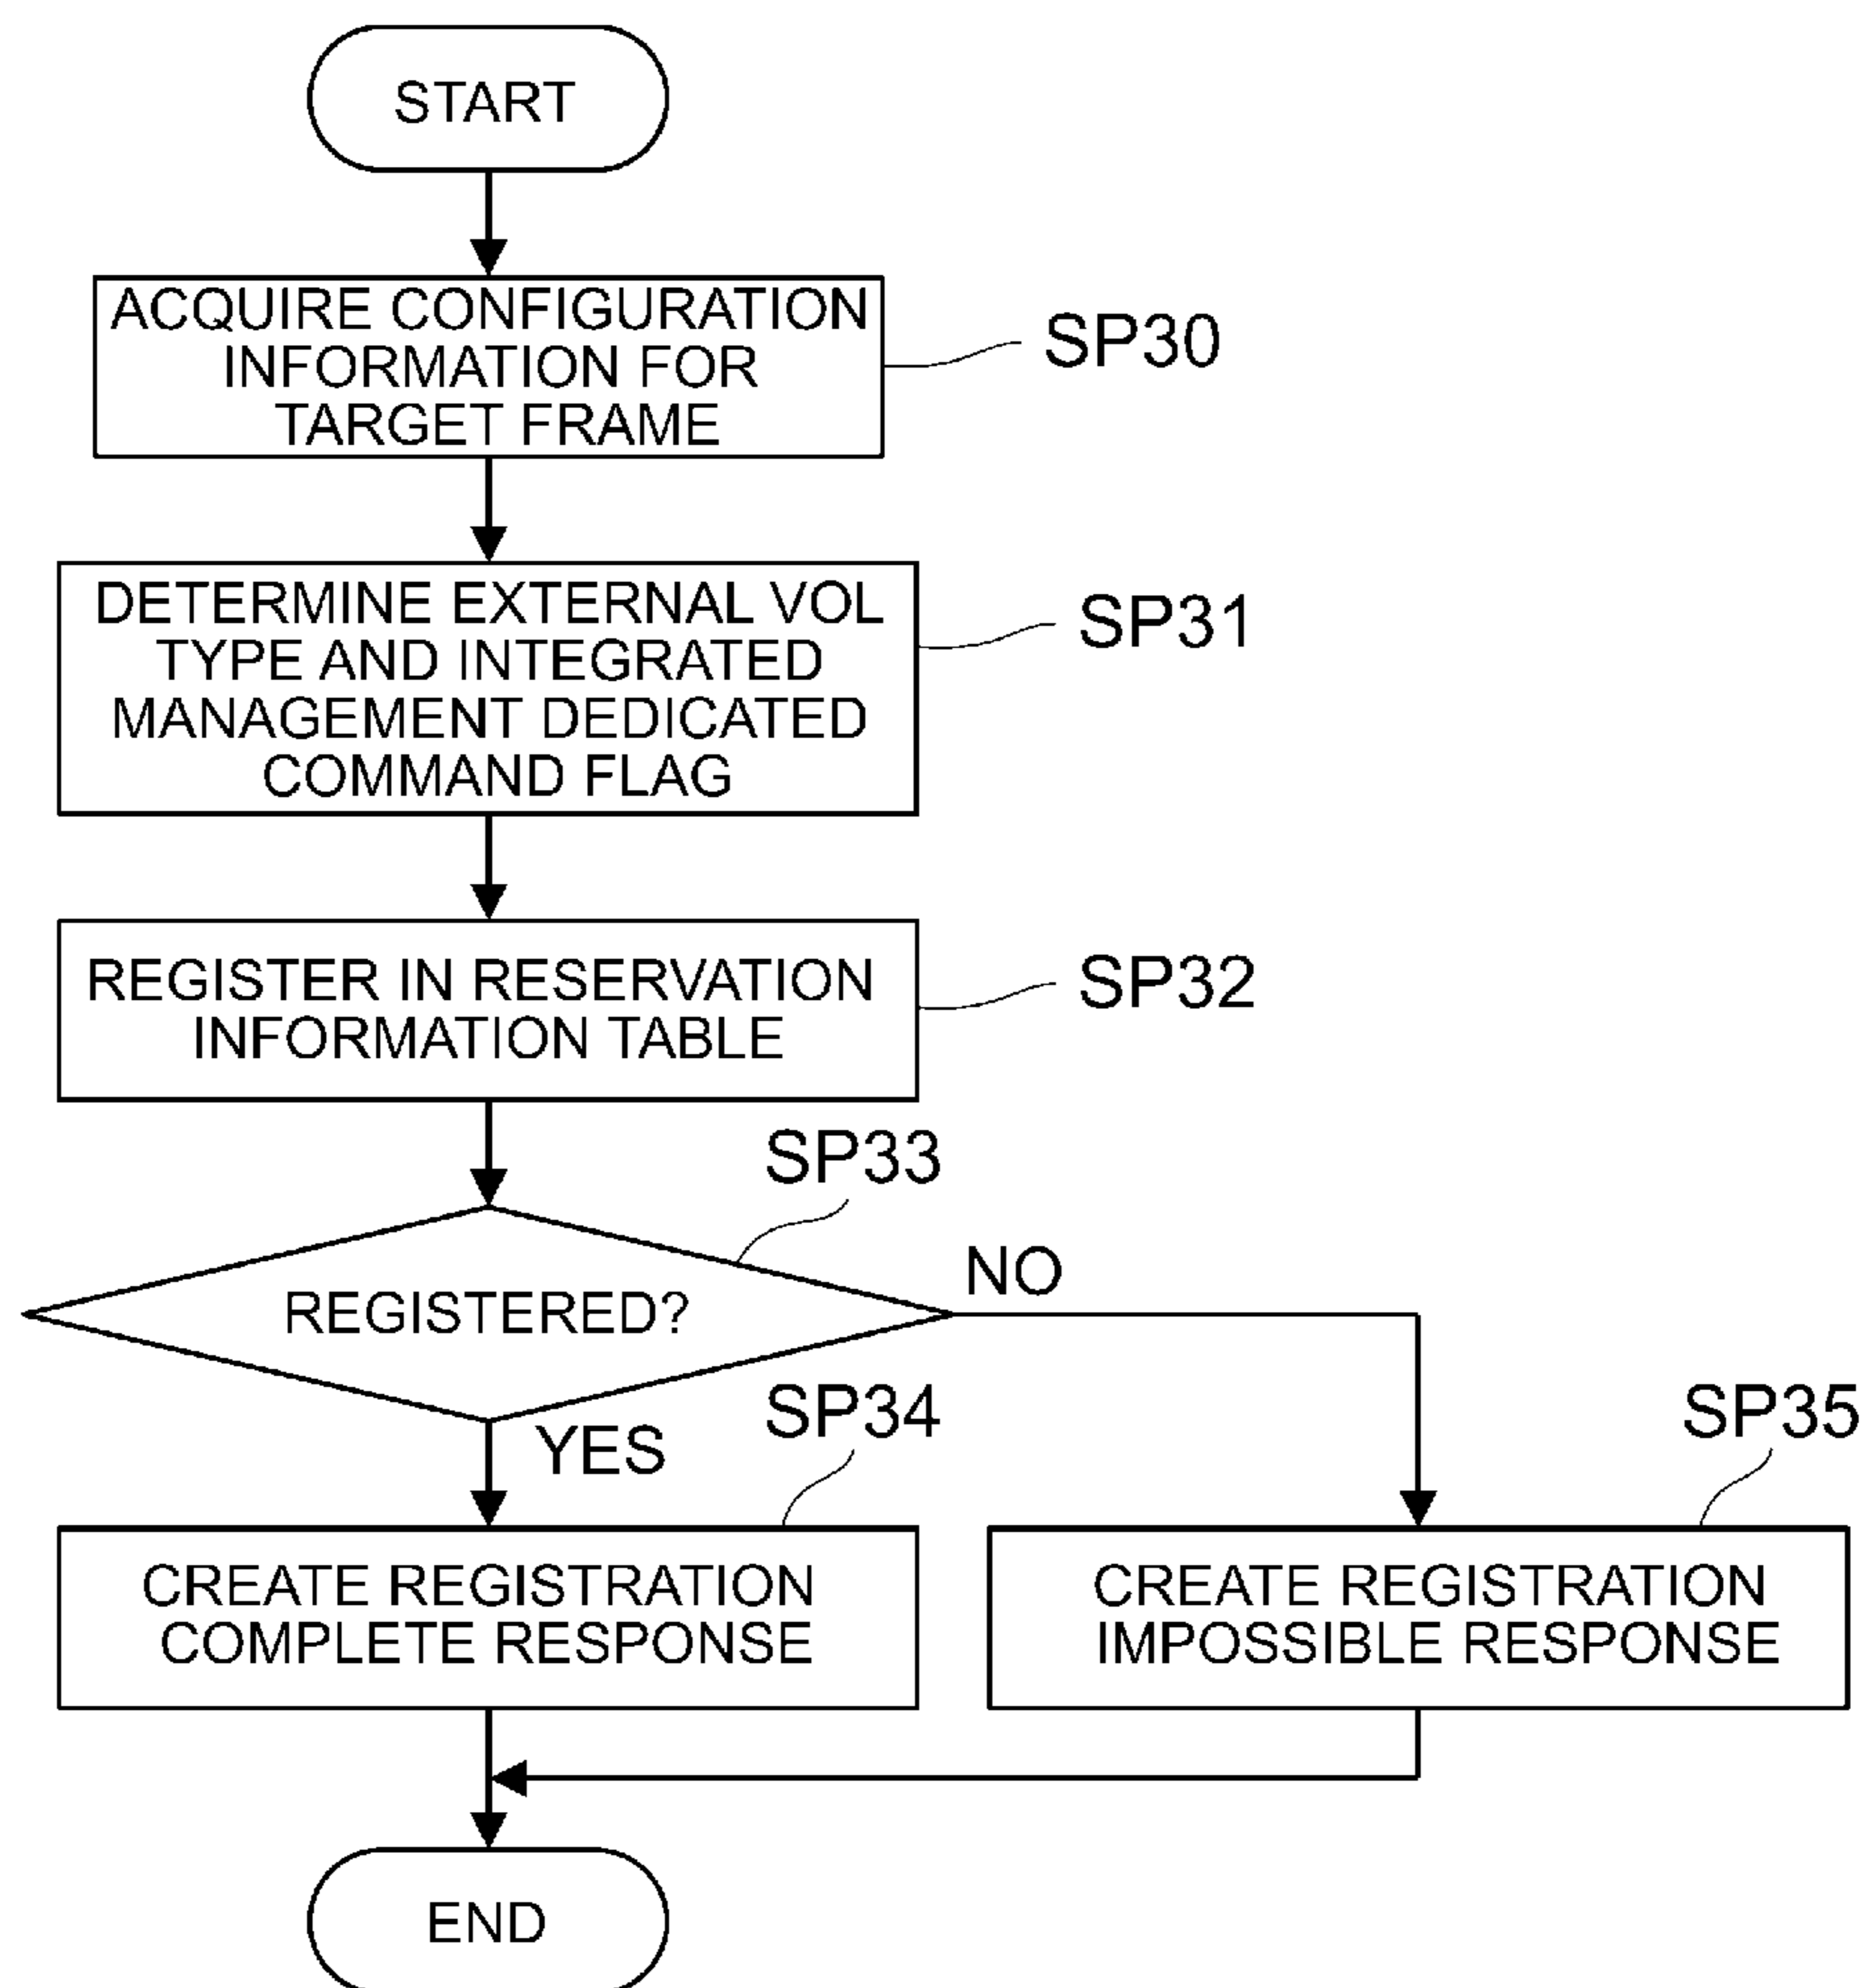 START
ACQUIRE CONFIGURATION
INFORMATION FOR
TARGET FRAME
SP30
DETERMINE EXTERNAL VOL
TYPE AND INTEGRATED
MANAGEMENT DEDICATED
COMMAND FLAG
SP31
REGISTER IN RESERVATION
INFORMATION TABLE
SP32
SP33
REGISTERED?
NO
YES
SP34
CREATE REGISTRATION
COMPLETE RESPONSE
SP35
CREATE REGISTRATION
IMPOSSIBLE RESPONSE
END